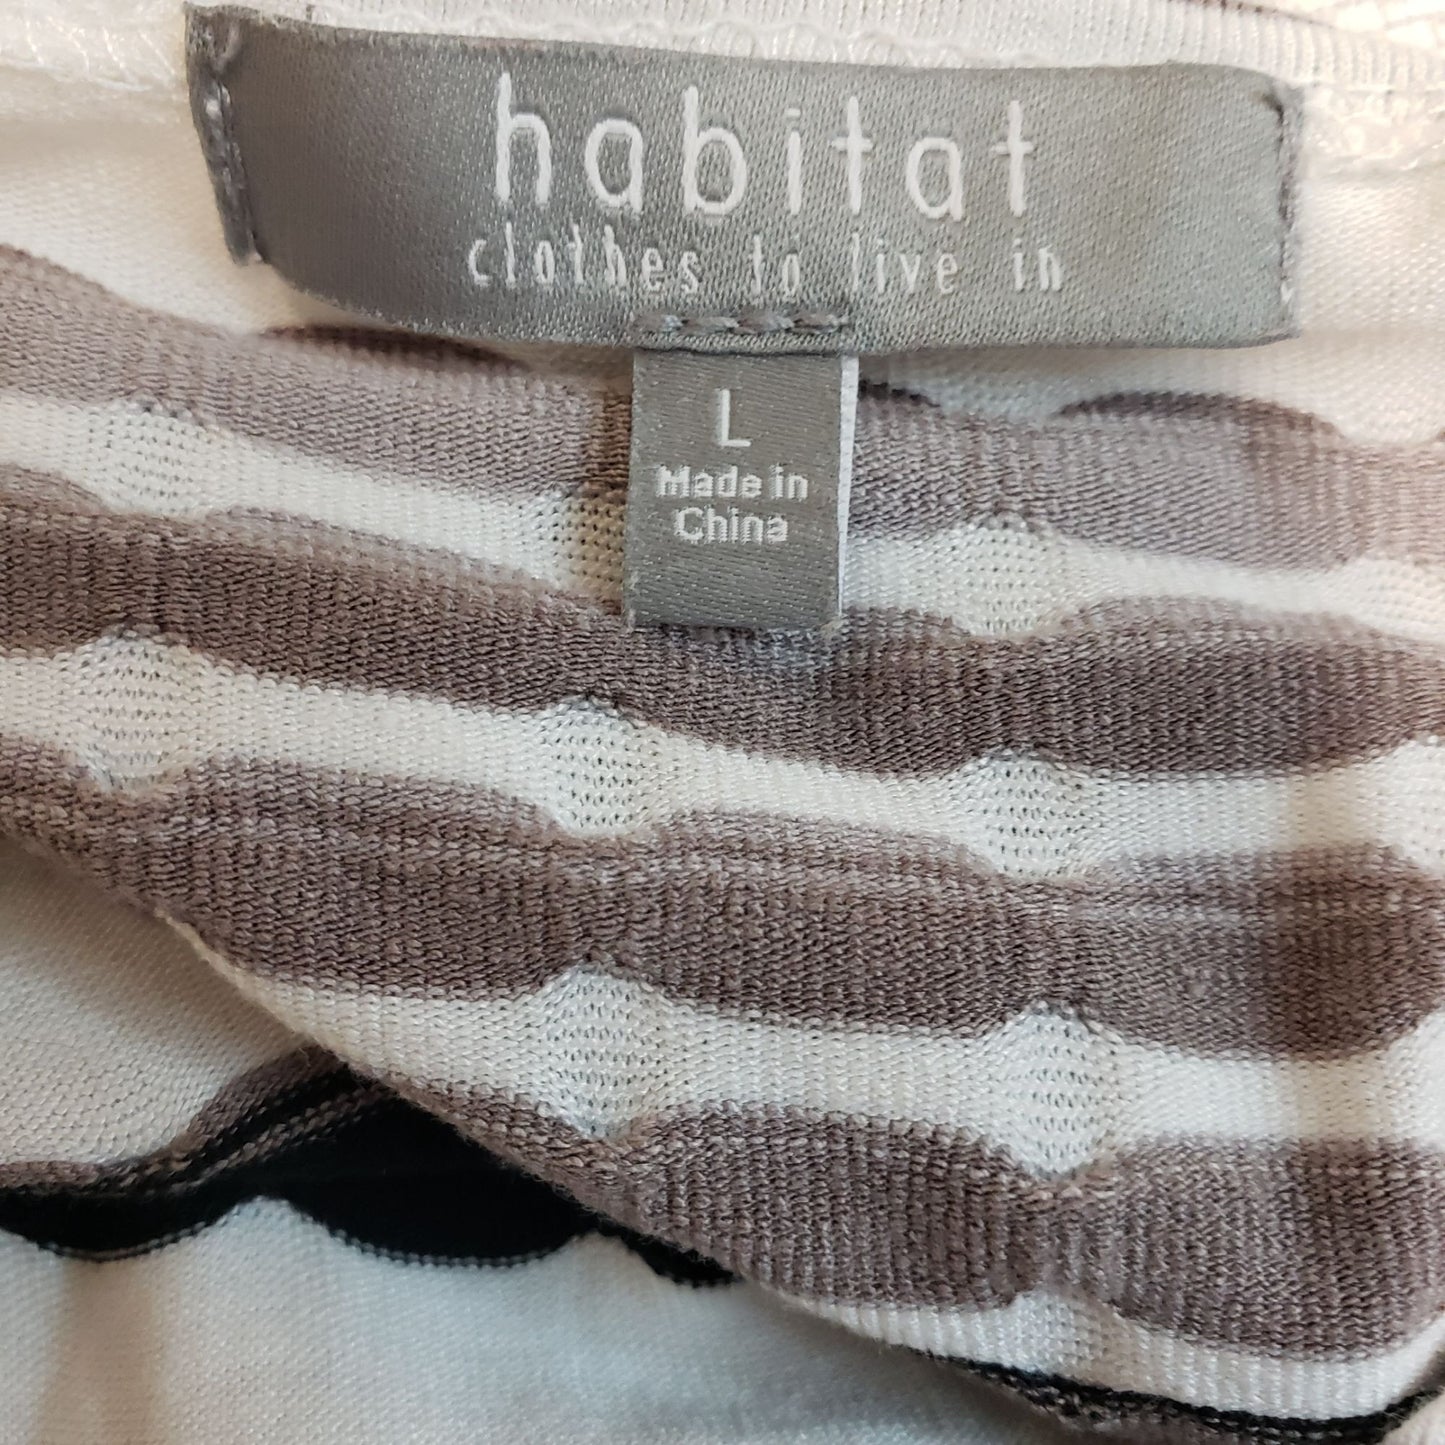 habitat
clothes to live in
L
Made in
China